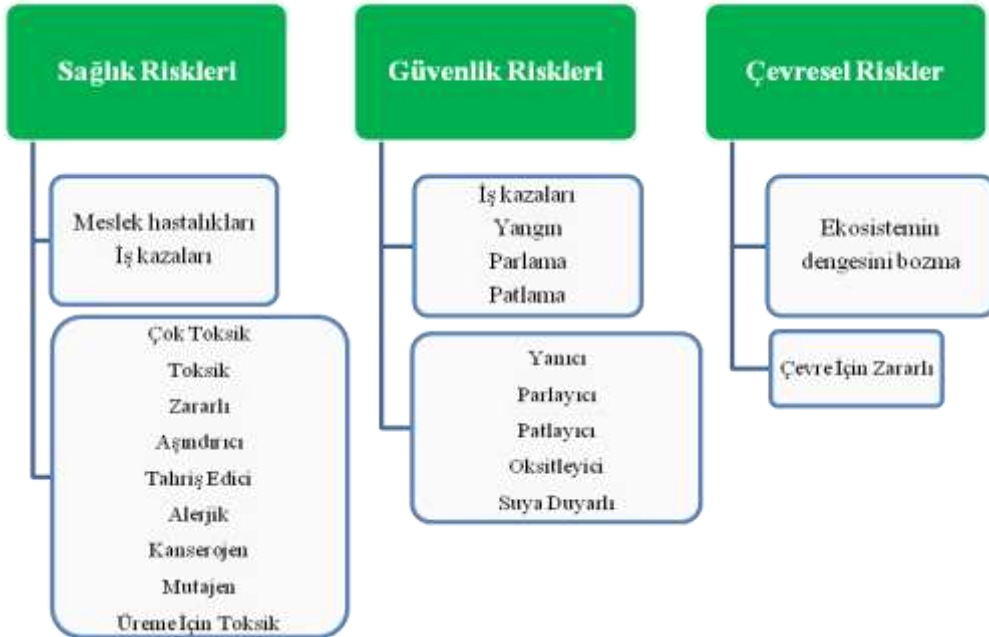 Sağlık Riskleri
Meslek hastalıkları
İş kazaları
Çok Toksik
Toksik
Zararlı
Aşındırıcı
Tahriş Edici
Alerjik
Kanserojen
Mutajen
Üreme İçin Toksik
Güvenlik Riskleri
İş kazaları
Yangın
Parlama
Patlama
Yanıcı
Parlayıcı
Patlayıcı
Oksitleyici
Suya Duyarlı
Çevresel Riskler
Ekosistemin
dengesini bozma
Çevre İçin Zararlı